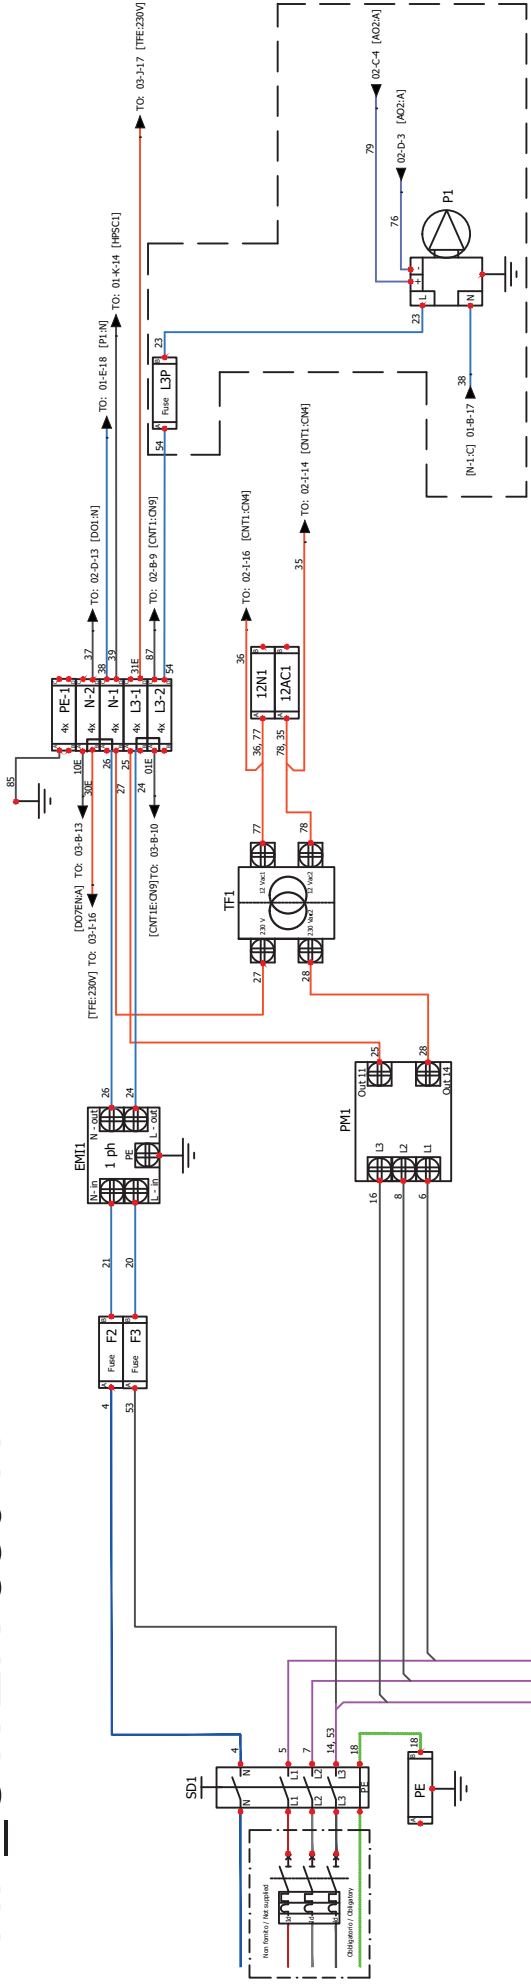 TO: 03-J-17 [TFE:230V]
TO: 01-K-14 [HPSC1]
TO: 01-E-18 [P1:N]
TO: 02-D-13 [DO1:N]
TO: 02-B-9 [CNT1:CN9]
02-C-4 [AO2:A]
02-D-3 [AO2:A]
79
76
P1
+
-
L
N
23
38
[N-1:C] 01-B-17
23
B
L3P
Fuse
A
54
TO: 02-I-14 [CNT1:CN4]
TO: 02-I-16 [CNT1:CN4]
35
36
37
38
39
31E
87
54
PE-1
4x
N-2
4x
N-1
4x
L3-1
4x
L3-2
4x
85
10E
30E
26
27
25
24
01E
[DO7EN:A] TO: 03-B-13
[TFE:230V] TO: 03-I-16
[CNT1E:CN9] TO: 03-B-10
12N1
12AC1
A
B
A
B
36, 77
78, 35
77
78
TF1
12 Vac1
12 Vac2
230 V
27
28
25
28
PM1
Out 11
Out 14
L3
L2
L1
16
8
6
26
24
EMI1
1 ph
N - out
L - out
PE
N - in
L - in
21
20
F2
Fuse
F3
Fuse
A
B
A
B
4
53
SD1
4
5
7
14, 53
18
N
L1
L2
L3
N
L1
L2
L3
PE
18
B
PE
A
Non fornito / Not supplied
Obbligatorio / Obligatory
Id
Id
Id